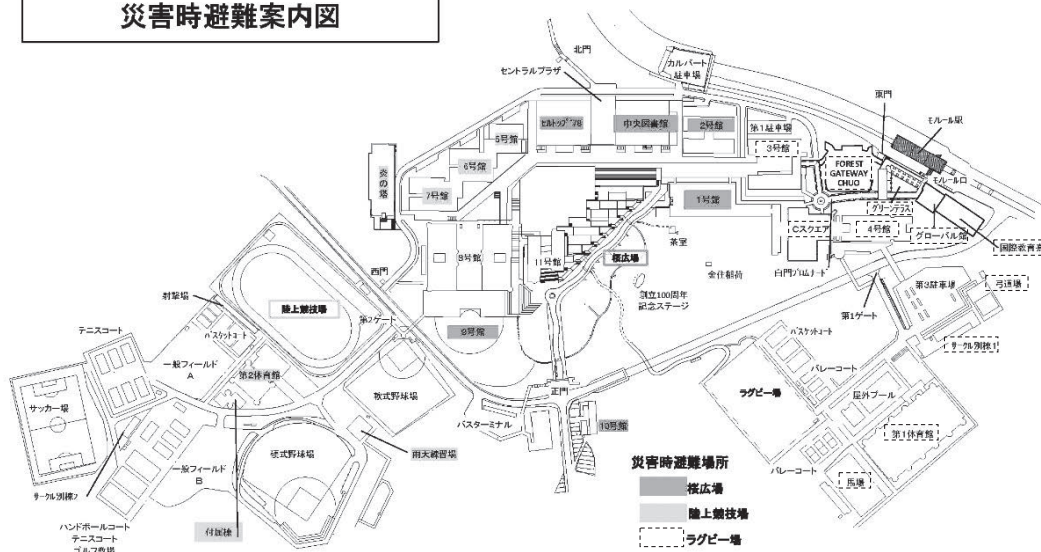 災害時避難案内図
北門
カルバート
駐車場
セントラルプラザ
東門
モノレール駅
ヒルトップ'78
中央図書館
2号館
第1駐車場
5号館
3号館
6号館
炎の塔
FOREST
GATEWAY
CHUO
モノレール口
7号館
1号館
グリーンテラス
Cスクエア
4号館
グローバル館
茶室
8号館
11号館
桜広場
国際教育寮
西門
金住稲荷
白門プロムナード
創立100周年
記念ステージ
第3駐車場
弓道場
射撃場
陸上競技場
第2ゲート
第1ゲート
テニスコート
バスケットコート
9号館
バスケットコート
サークル別棟1
一般フィールド
A
第2体育館
バレーコート
サッカー場
軟式野球場
正門
ラグビー場
屋外プール
バスターミナル
10号館
第1体育館
硬式野球場
雨天練習場
一般フィールド
B
バレーコート
馬場
サークル別棟2
付属棟
ハンドボールコート
テニスコート
ゴルフ教場
災害時避難場所
桜広場
陸上競技場
ラグビー場